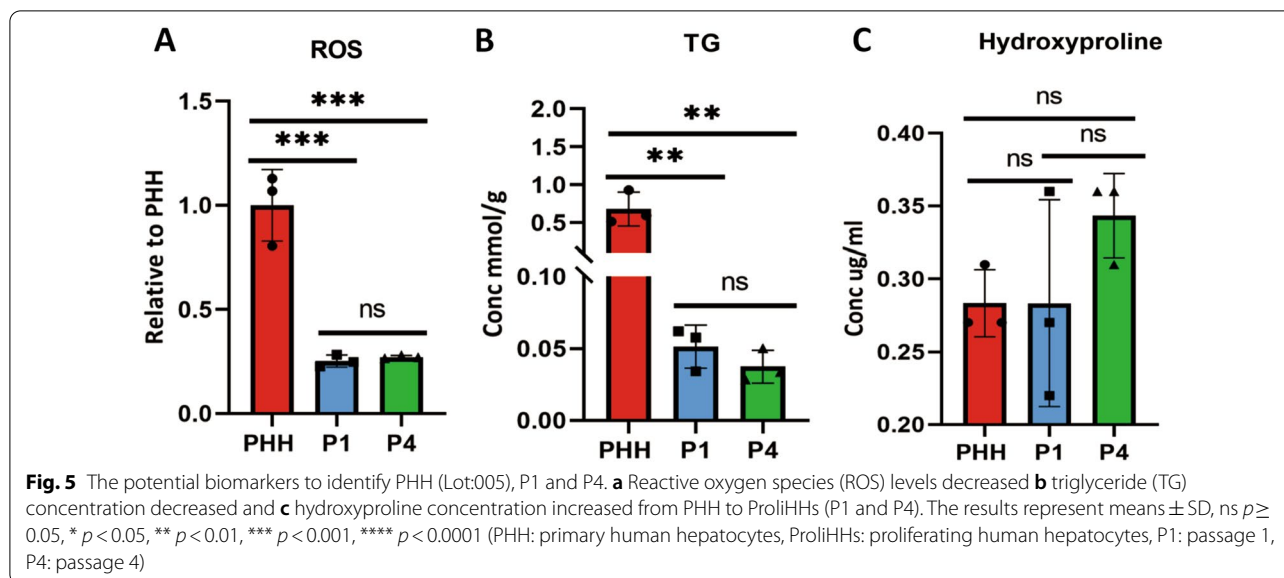 A
ROS
Relative to PHH
1.5
1.0
0.5
0.0
***
***
ns
PHH P1 P4
B
TG
Conc mmol/g
2.0
1.5
1.0
0.5
0.10
0.05
0.00
**
**
ns
PHH P1 P4
C
Hydroxyproline
Conc ug/ml
0.40
0.35
0.30
0.25
0.20
ns
ns
ns
PHH P1 P4
Fig. 5 The potential biomarkers to identify PHH (Lot:005), P1 and P4. a Reactive oxygen species (ROS) levels decreased b triglyceride (TG)
concentration decreased and c hydroxyproline concentration increased from PHH to ProliHHs (P1 and P4). The results represent means ± SD, ns p ≥
0.05, * p < 0.05, ** p < 0.01, *** p < 0.001, **** p < 0.0001 (PHH: primary human hepatocytes, ProliHHs: proliferating human hepatocytes, P1: passage 1,
P4: passage 4)